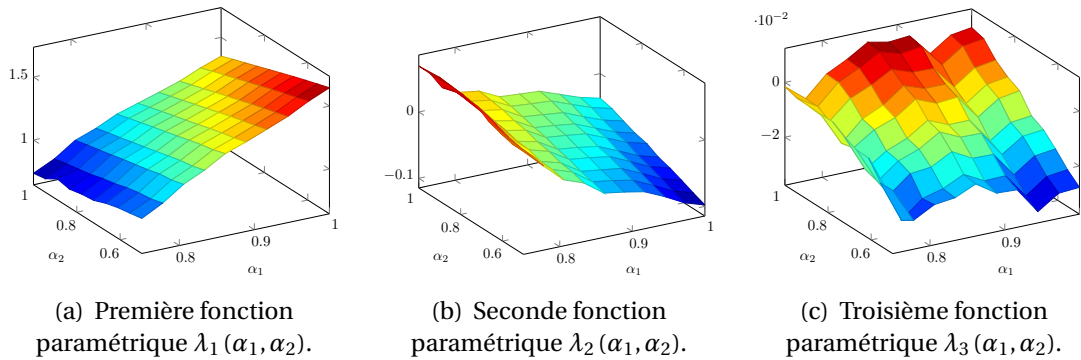 1.5
1
1
0.8
0.6
α₂
0.8
0.9
1
α₁
(a) Première fonction
paramétrique λ₁ (α₁, α₂).
0
−0.1
1
0.8
0.6
α₂
0.8
0.9
1
α₁
(b) Seconde fonction
paramétrique λ₂ (α₁, α₂).
·10⁻²
0
−2
1
0.8
0.6
α₂
0.8
0.9
1
α₁
(c) Troisième fonction
paramétrique λ₃ (α₁, α₂).